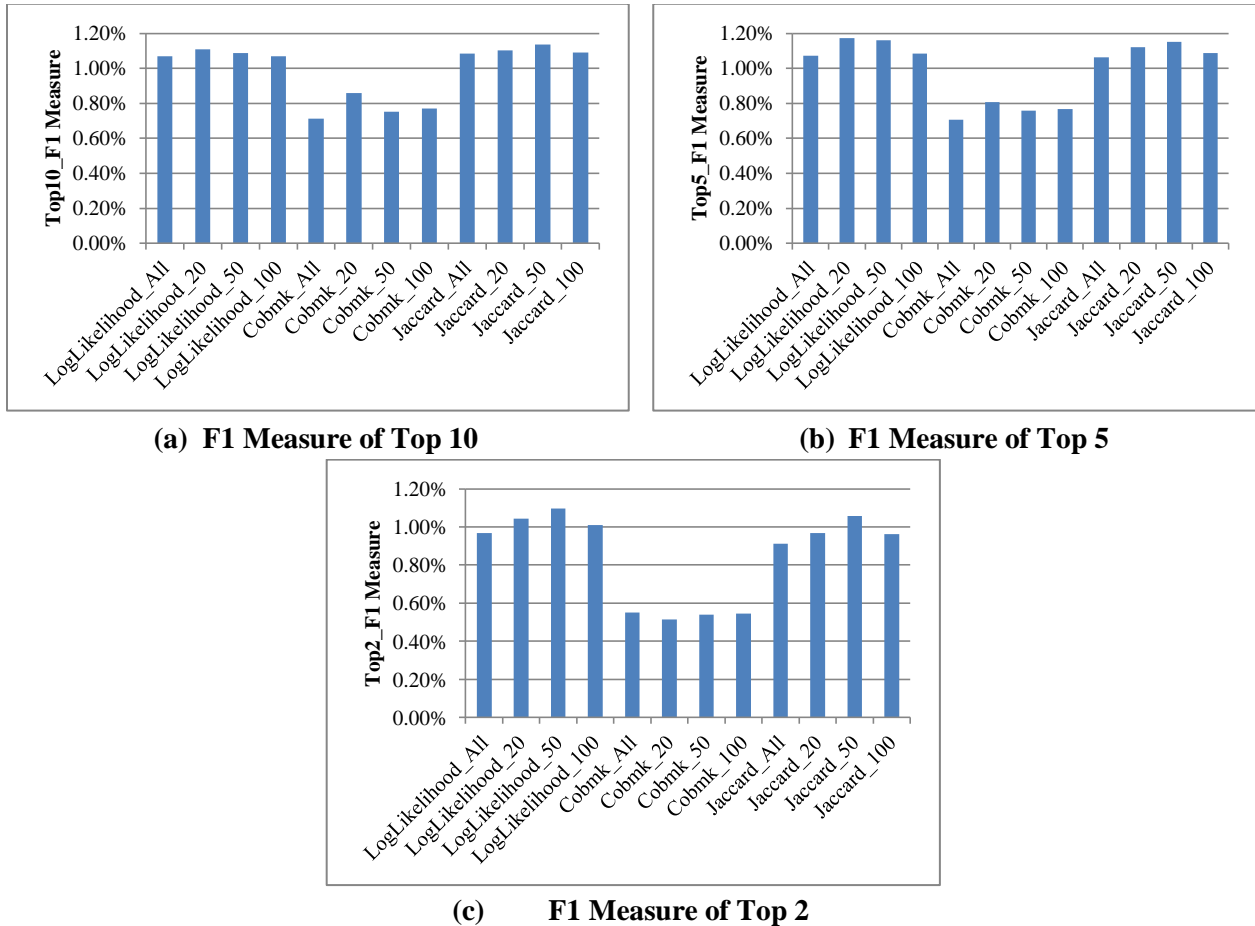 1.20%
1.00%
0.80%
0.60%
0.40%
0.20%
0.00%
Top10_F1 Measure
LogLikelihood_All
LogLikelihood_20
LogLikelihood_50
LogLikelihood_100
Cobmk_All
Cobmk_20
Cobmk_50
Cobmk_100
Jaccard_All
Jaccard_20
Jaccard_50
Jaccard_100
(a) F1 Measure of Top 10
1.20%
1.00%
0.80%
0.60%
0.40%
0.20%
0.00%
Top5_F1 Measure
LogLikelihood_All
LogLikelihood_20
LogLikelihood_50
LogLikelihood_100
Cobmk_All
Cobmk_20
Cobmk_50
Cobmk_100
Jaccard_All
Jaccard_20
Jaccard_50
Jaccard_100
(b) F1 Measure of Top 5
1.20%
1.00%
0.80%
0.60%
0.40%
0.20%
0.00%
Top2_F1 Measure
LogLikelihood_All
LogLikelihood_20
LogLikelihood_50
LogLikelihood_100
Cobmk_All
Cobmk_20
Cobmk_50
Cobmk_100
Jaccard_All
Jaccard_20
Jaccard_50
Jaccard_100
(c) F1 Measure of Top 2